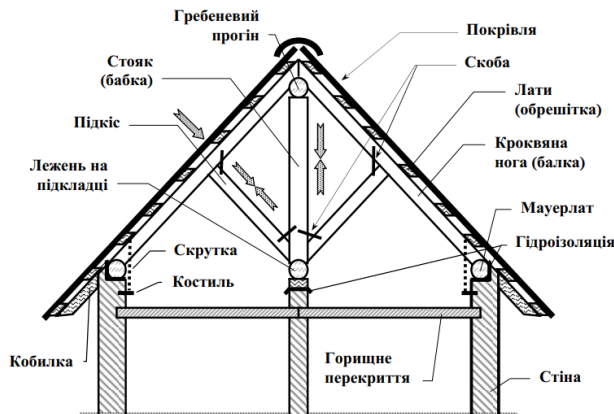 Гребеневий
прогін
Стояк
(бабка)
Підкіс
Лежень на
підкладці
Скрутка
Костиль
Кобилка
Покрівля
Скоба
Лати
(обрешітка)
Кроквяна
нога (балка)
Мауерлат
Гідроізоляція
Горищне
перекриття
Стіна